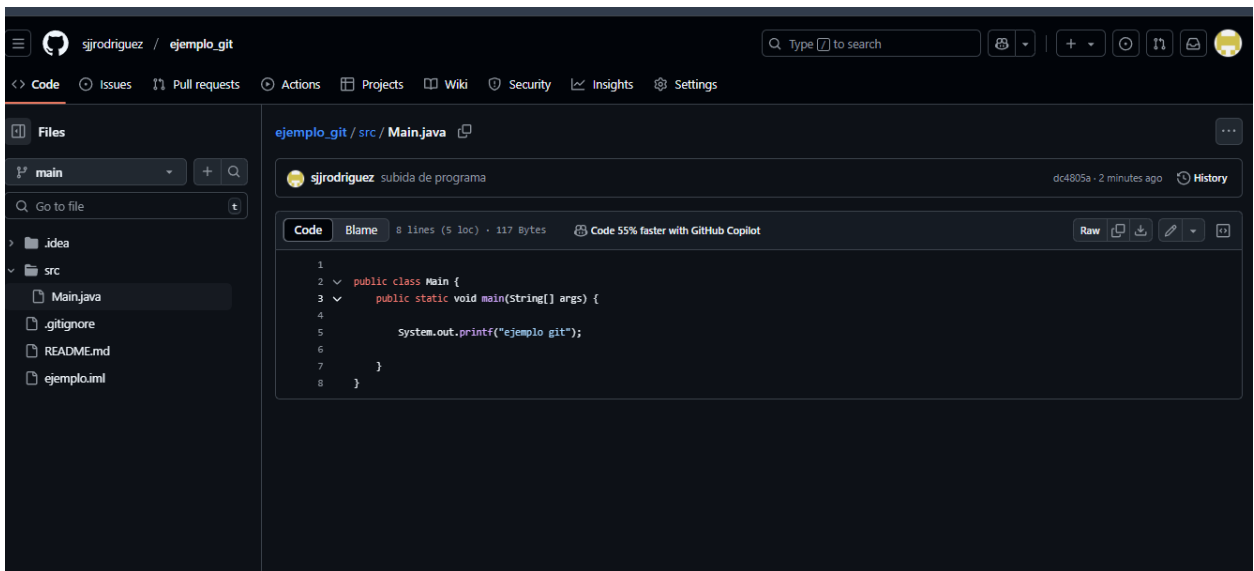 sjjrodriguez / ejemplo_git
Type / to search
Code Issues Pull requests Actions Projects Wiki Security Insights Settings
Files
main
Go to file t
.idea
src
Main.java
.gitignore
README.md
ejemplo.iml
ejemplo_git / src / Main.java
sjjrodriguez subida de programa
dc4805a · 2 minutes ago History
Code Blame 8 lines (5 loc) · 117 Bytes Code 55% faster with GitHub Copilot Raw
1
2 public class Main {
3 public static void main(String[] args) {
4
5 System.out.printf("ejemplo git");
6
7 }
8 }